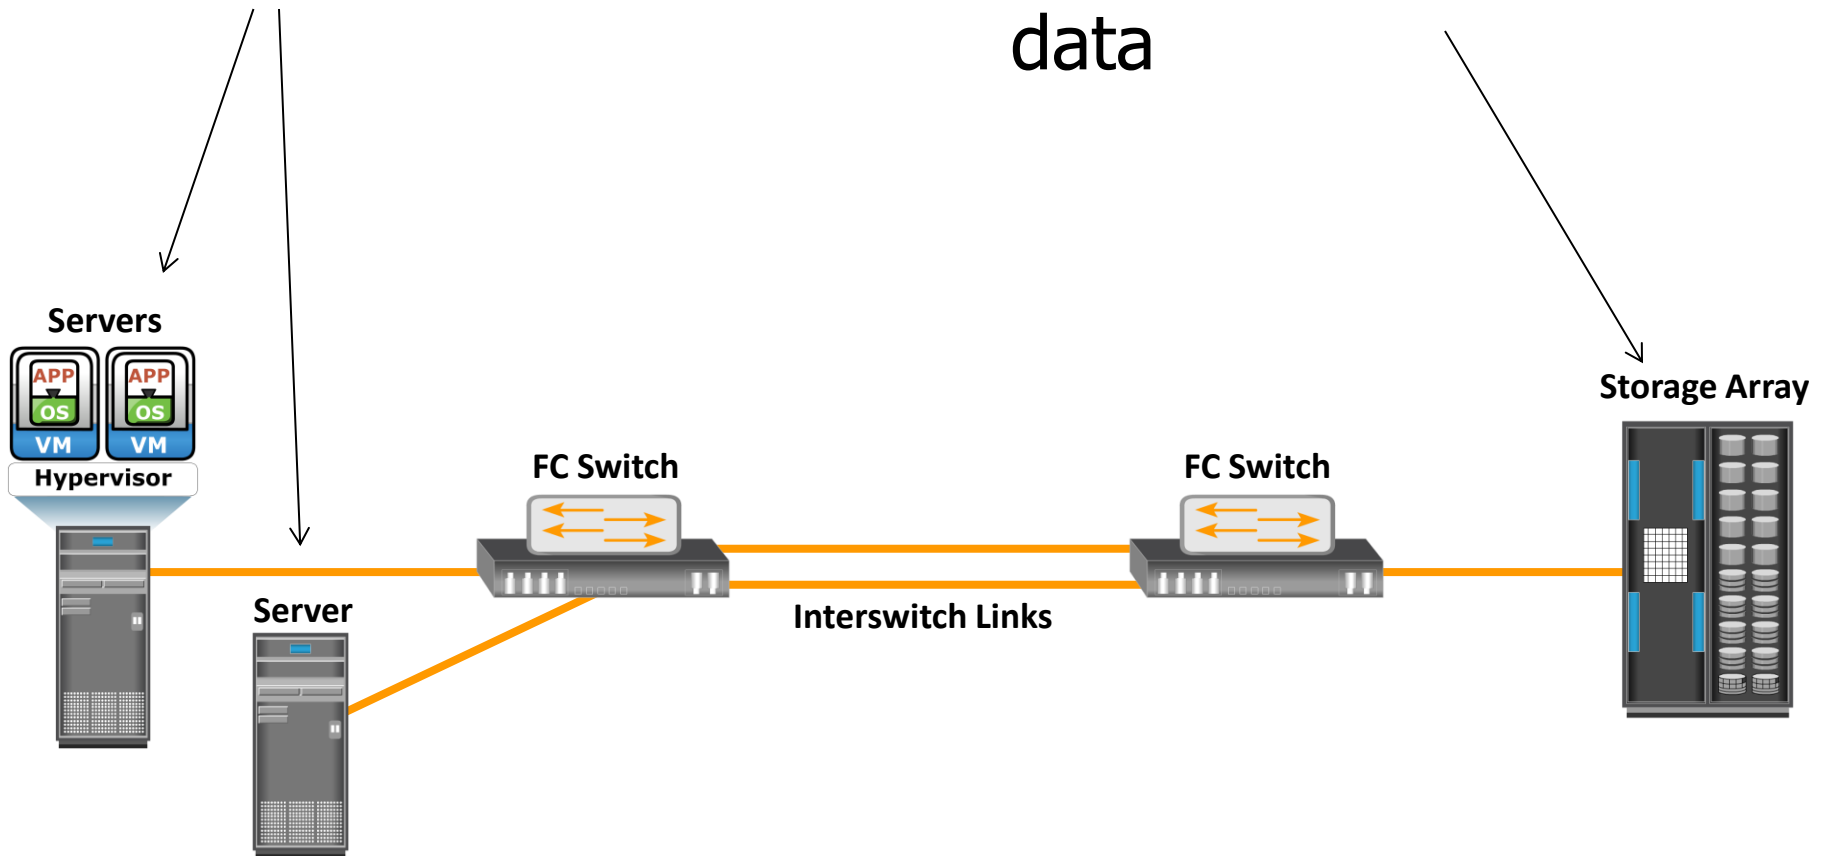 data
Servers
APP APP
OS OS
VM VM
Hypervisor
Storage Array
FC Switch
FC Switch
Server
Interswitch Links